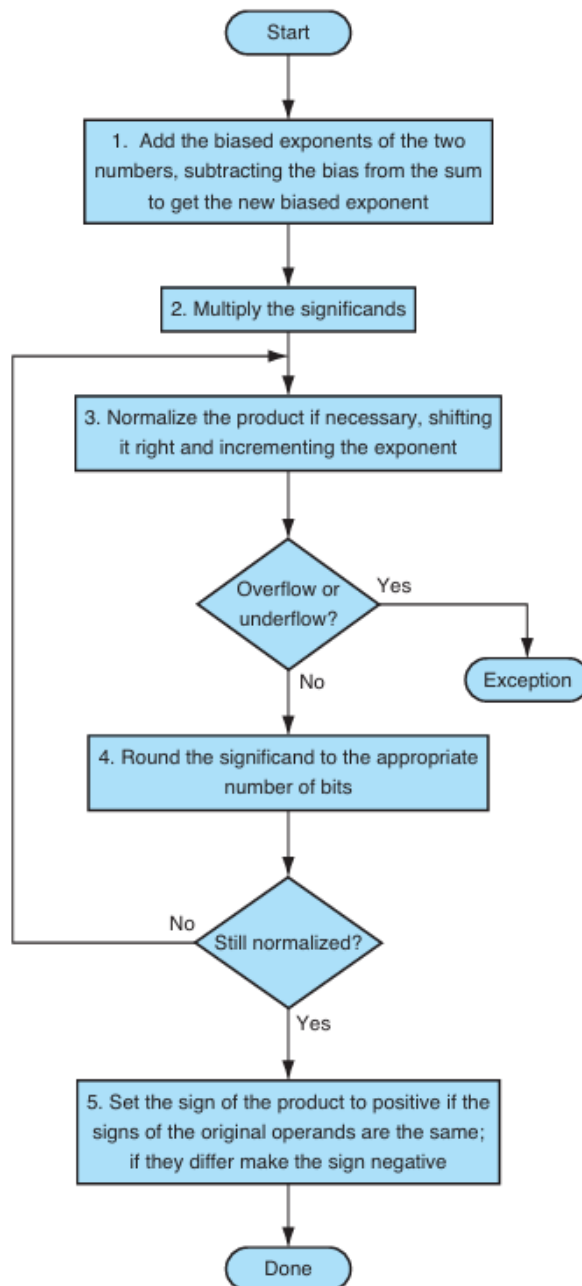 Start
1. Add the biased exponents of the two
numbers, subtracting the bias from the sum
to get the new biased exponent
2. Multiply the significands
3. Normalize the product if necessary, shifting
it right and incrementing the exponent
Overflow or
underflow?
Yes
Exception
No
4. Round the significand to the appropriate
number of bits
No
Still normalized?
Yes
5. Set the sign of the product to positive if the
signs of the original operands are the same;
if they differ make the sign negative
Done